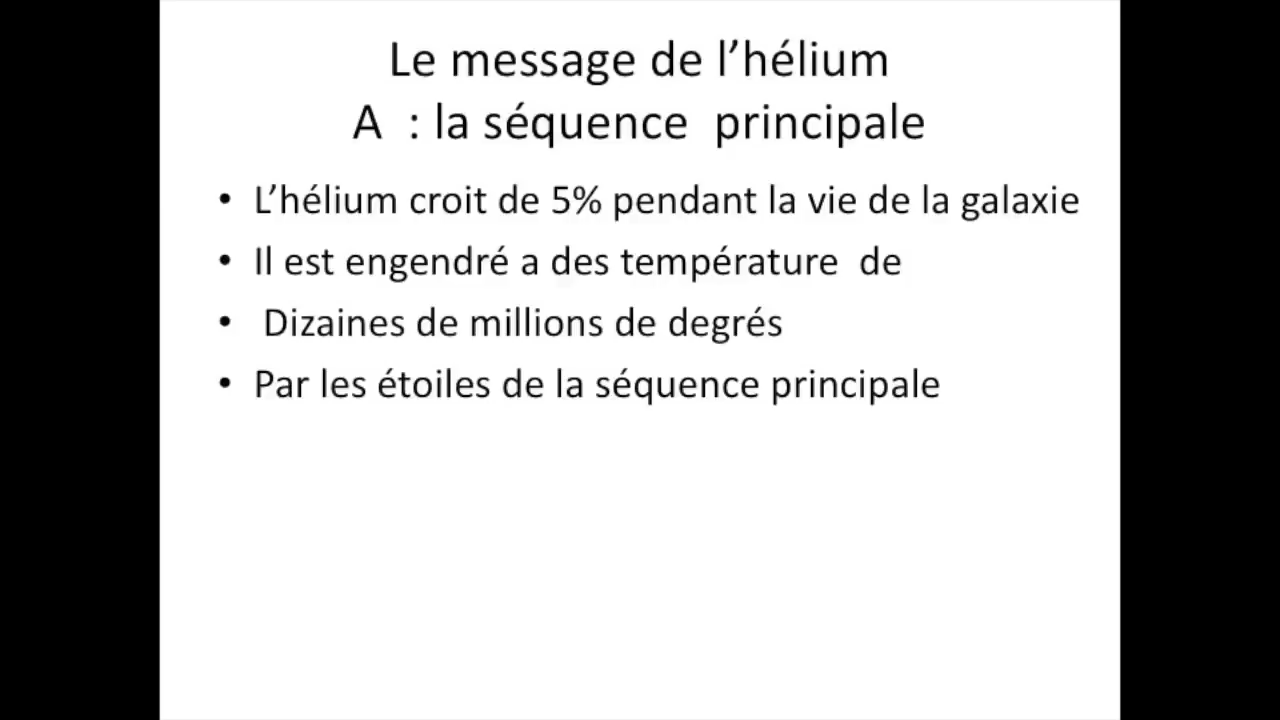 Le message de l’hélium
A : la séquence principale
• L’hélium croit de 5% pendant la vie de la galaxie
• Il est engendré a des température de
• Dizaines de millions de degrés
• Par les étoiles de la séquence principale